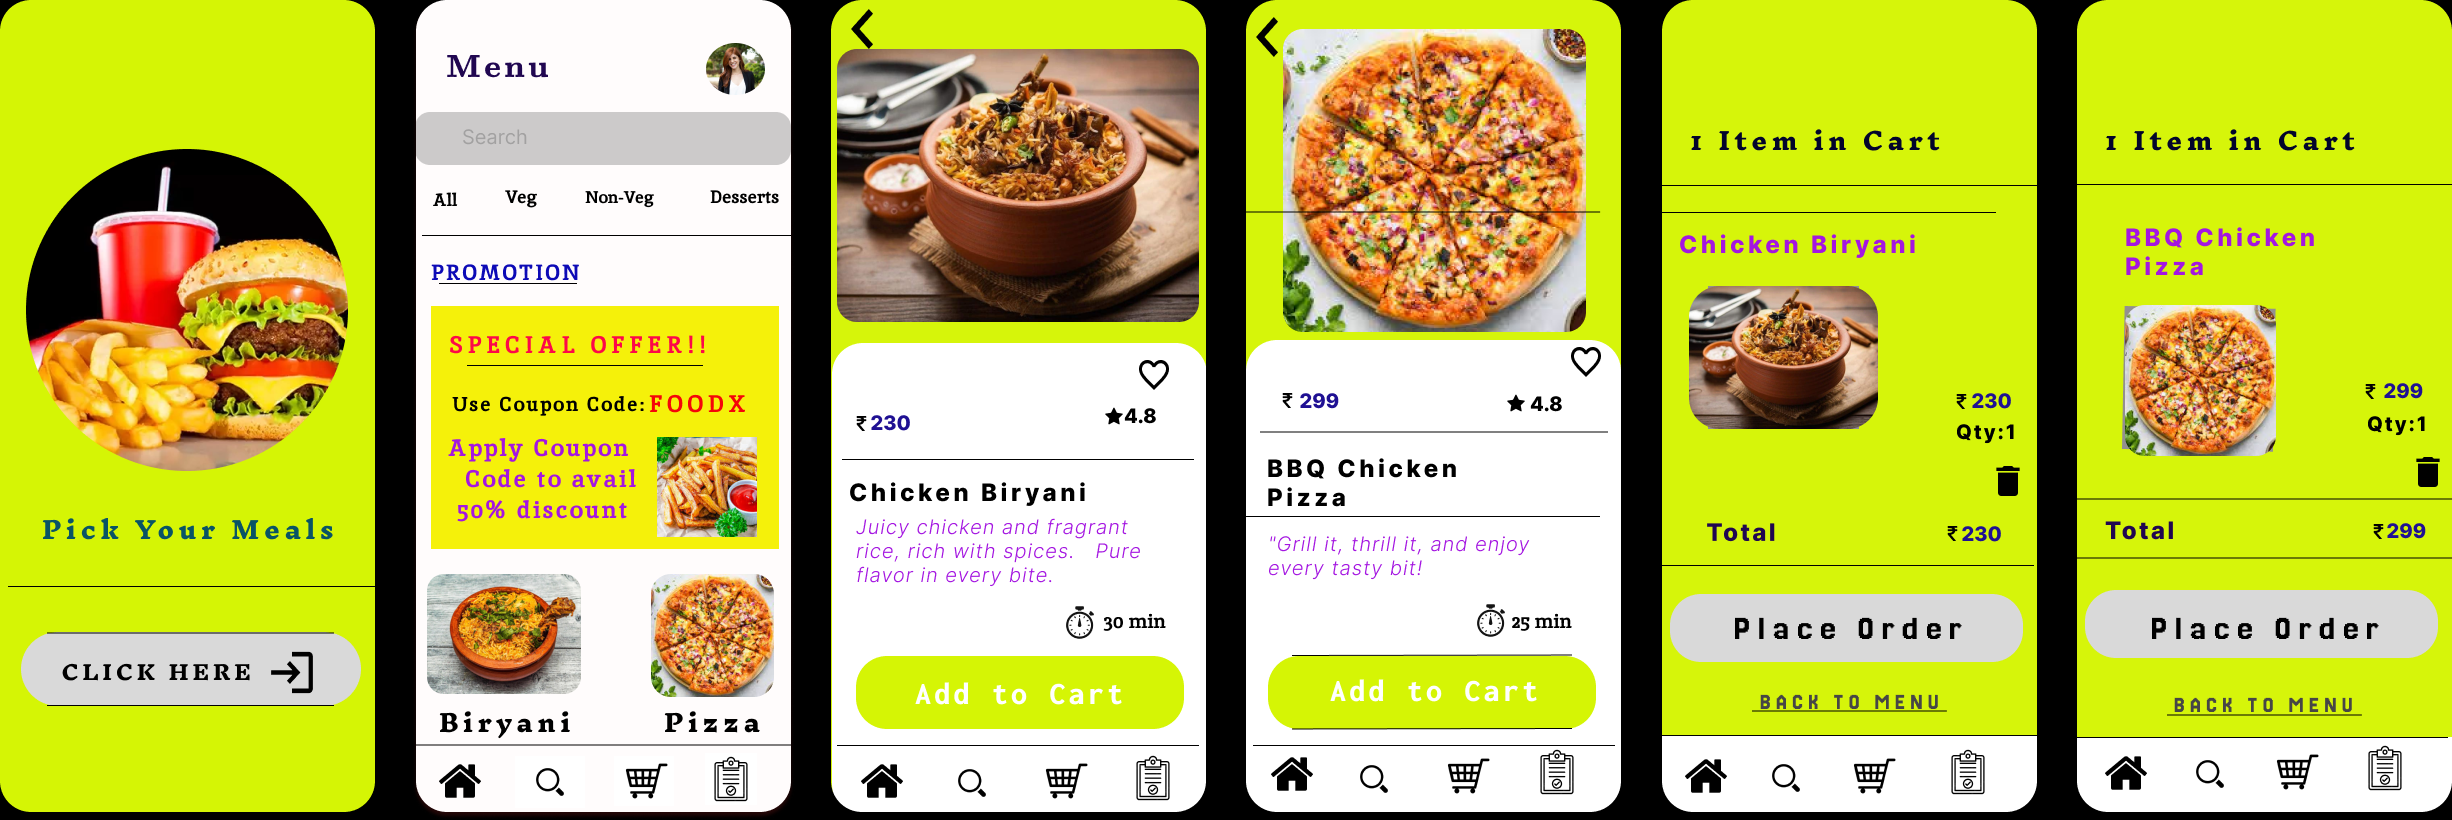 Pick Your Meals
CLICK HERE
Menu
Search
All Veg Non-Veg Desserts
PROMOTION
SPECIAL OFFER!!
Use Coupon Code: FOODX
Apply Coupon
Code to avail
50% discount
Biryani Pizza
₹ 230
4.8
Chicken Biryani
Juicy chicken and fragrant
rice, rich with spices. Pure
flavor in every bite.
30 min
Add to Cart
₹ 299
4.8
BBQ Chicken
Pizza
"Grill it, thrill it, and enjoy
every tasty bit!
25 min
Add to Cart
1 Item in Cart
Chicken Biryani
₹ 230
Qty:1
Total ₹ 230
Place Order
BACK TO MENU
1 Item in Cart
BBQ Chicken
Pizza
₹ 299
Qty:1
Total ₹299
Place Order
BACK TO MENU